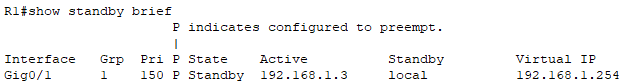 R1#show standby brief
P indicates configured to preempt.
|
Interface Grp Pri P State Active Standby Virtual IP
Gig0/1 1 150 P Standby 192.168.1.3 local 192.168.1.254